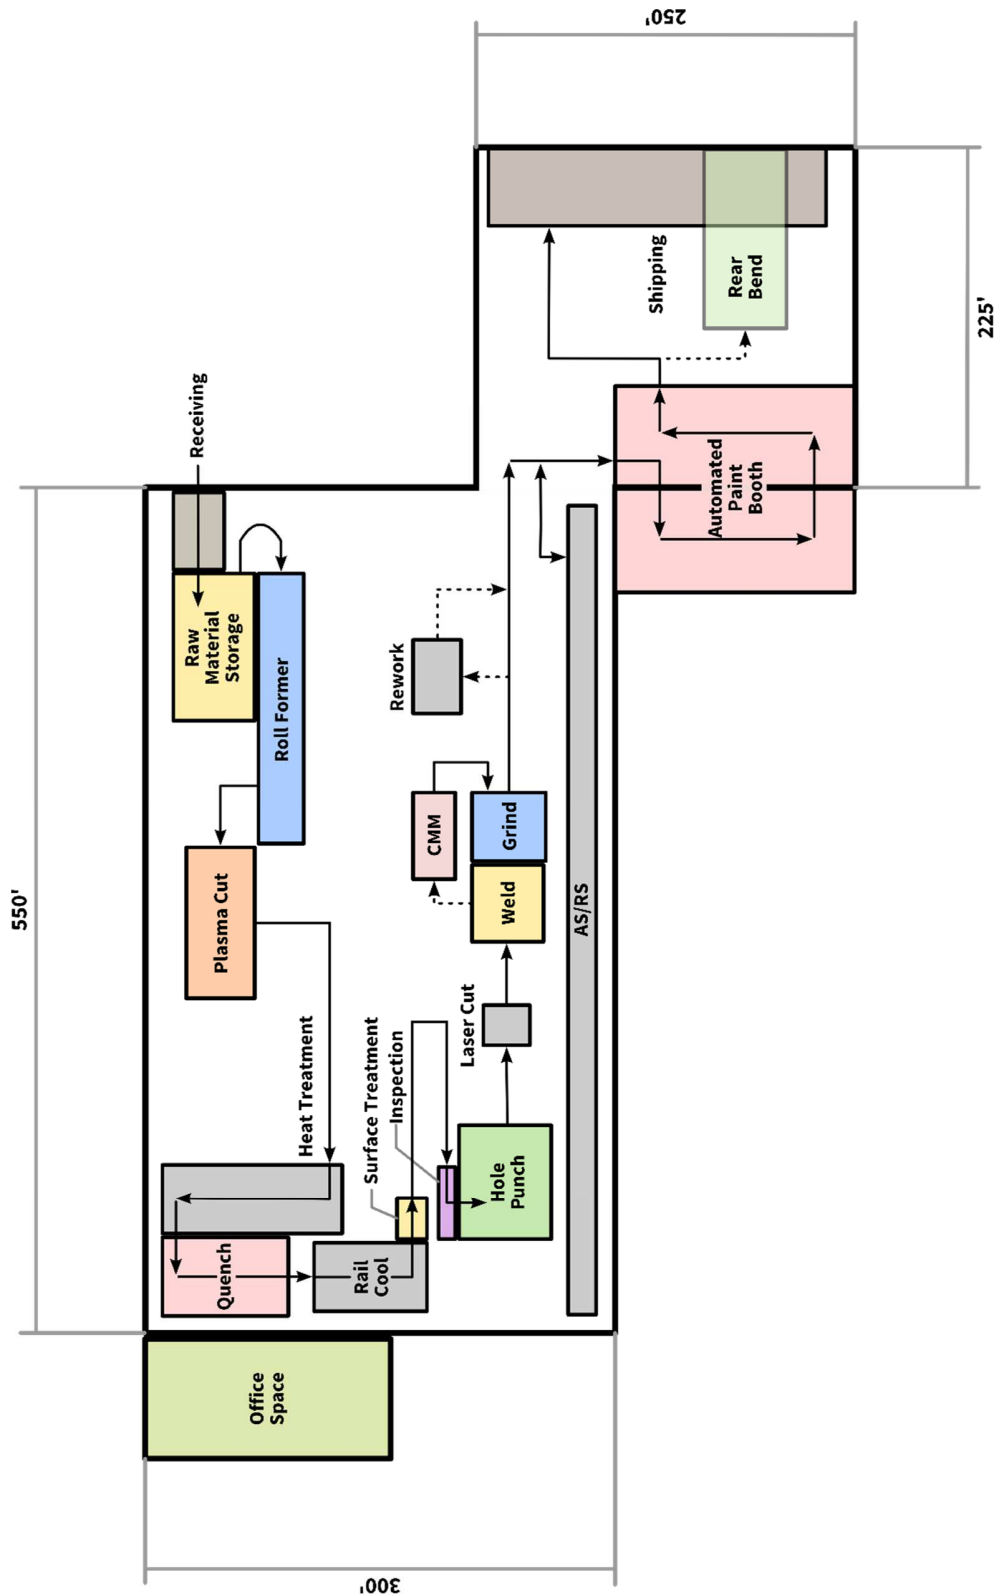 250'
550'
Receiving
Raw
Material
Storage
Roll Former
Plasma Cut
Heat Treatment
Quench
Rail
Cool
Surface Treatment
Inspection
Hole
Punch
Laser Cut
Weld
CMM
Grind
Rework
AS/RS
Automated
Paint
Booth
Shipping
Rear
Bend
225'
Office
Space
300'